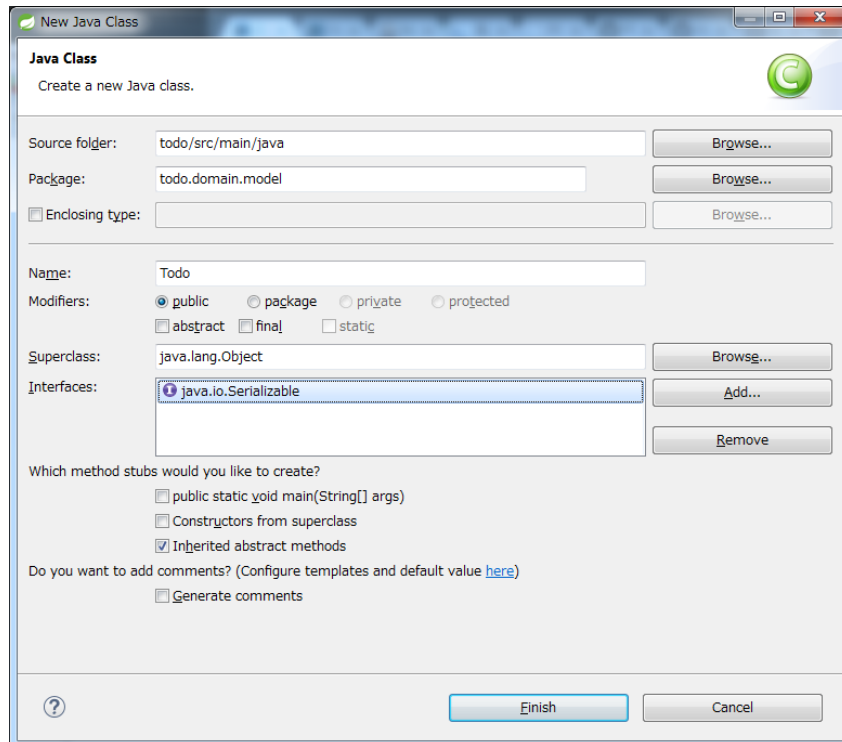 New Java Class
Java Class
Create a new Java class.
Source folder: todo/src/main/java Browse...
Package: todo.domain.model Browse...
Enclosing type: Browse...
Name: Todo
Modifiers: public package private protected
abstract final static
Superclass: java.lang.Object Browse...
Interfaces: java.io.Serializable Add...
Remove
Which method stubs would you like to create?
public static void main(String[] args)
Constructors from superclass
Inherited abstract methods
Do you want to add comments? (Configure templates and default value here)
Generate comments
Finish Cancel